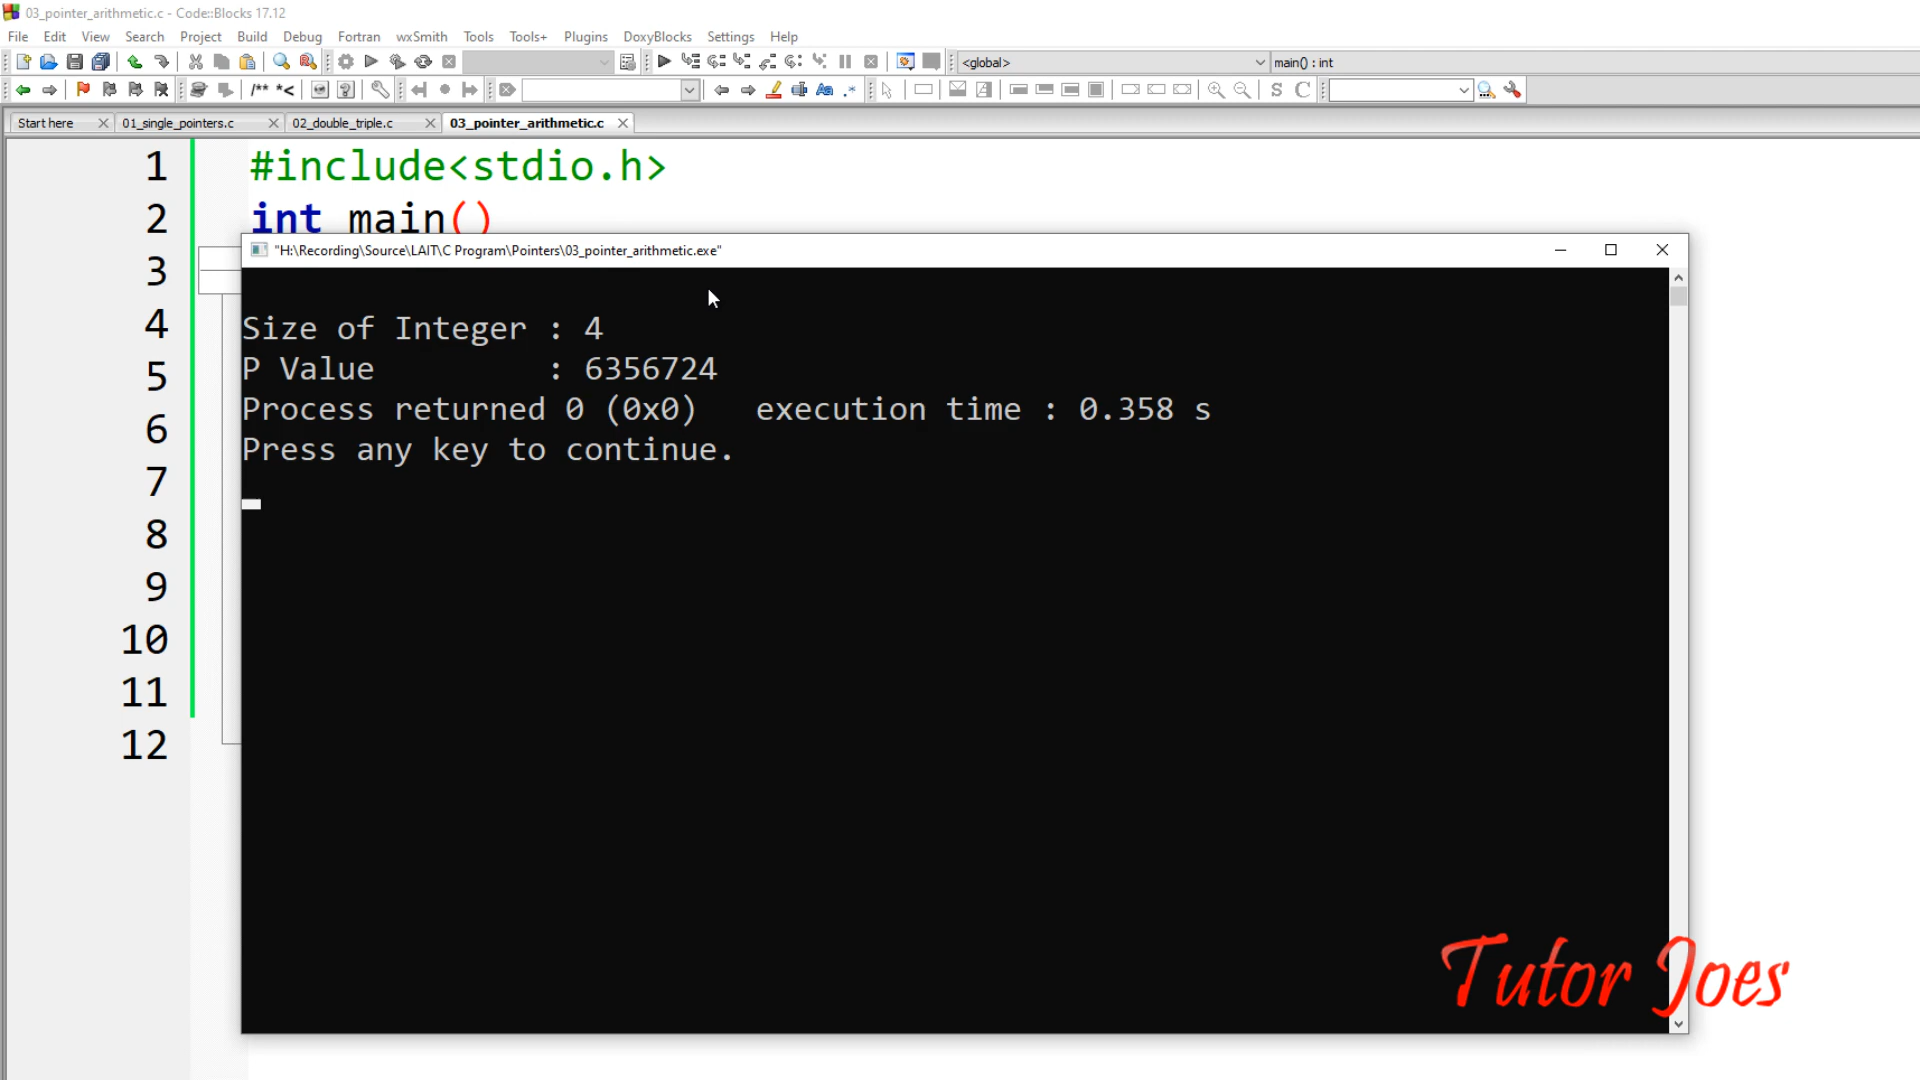 03_pointer_arithmetic.c - Code::Blocks 17.12
File Edit View Search Project Build Debug Fortran wxSmith Tools Tools+ Plugins DoxyBlocks Settings Help
<global> main() : int
/** *<
S C
Start here 01_single_pointers.c 02_double_triple.c 03_pointer_arithmetic.c
1 #include<stdio.h>
2 int main()
3
4
5
6
7
8
9
10
11
12
"H:\Recording\Source\LAIT\C Program\Pointers\03_pointer_arithmetic.exe"
Size of Integer : 4
P Value : 6356724
Process returned 0 (0x0) execution time : 0.358 s
Press any key to continue.
Tutor Joes